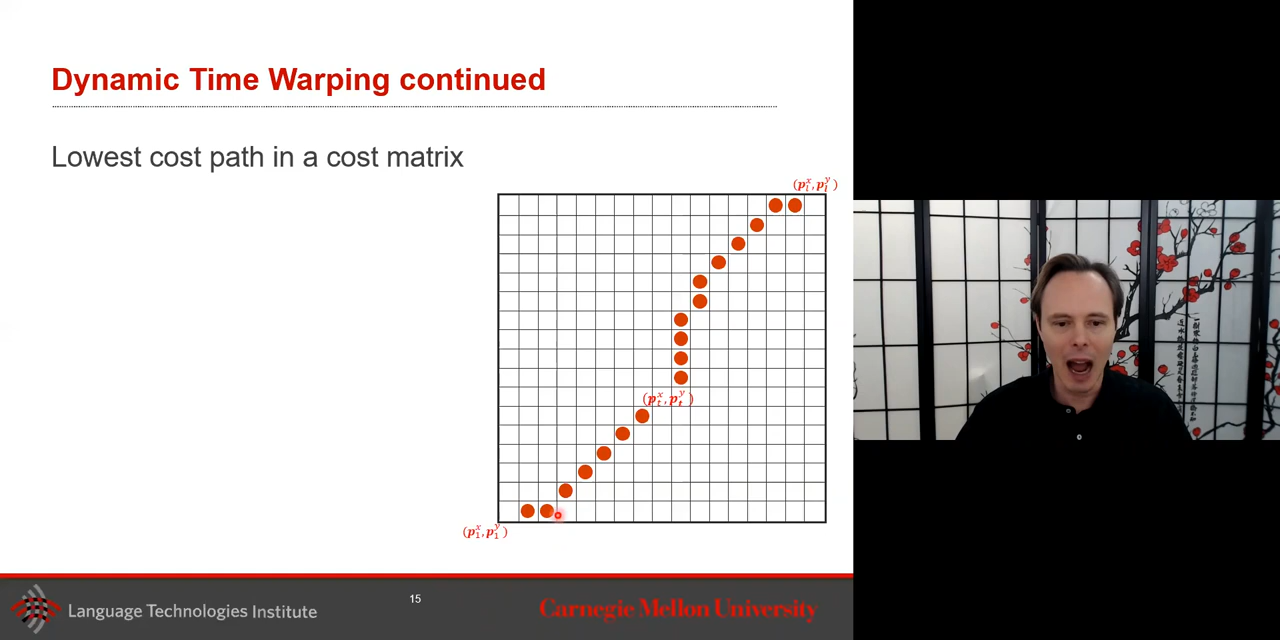 Dynamic Time Warping continued
Lowest cost path in a cost matrix
(p_l^x, p_l^y)
(p_t^x, p_t^y)
(p_1^x, p_1^y)
15
Language Technologies Institute
Carnegie Mellon University